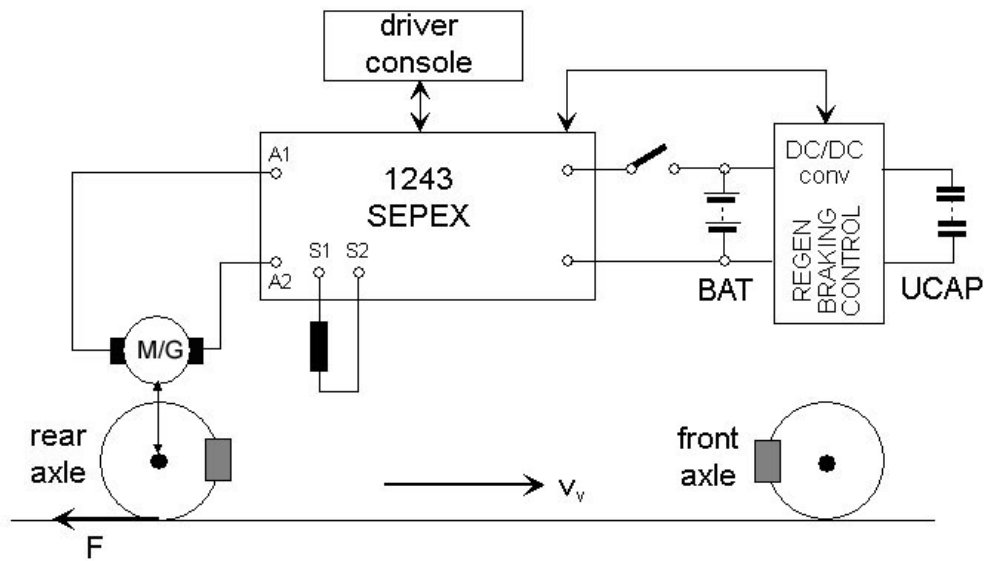 driver
console
A1
1243
SEPEX
DC/DC
conv
S1 S2
A2
REGEN
BRAKING
CONTROL
BAT
UCAP
M/G
rear
axle
front
axle
vv
F